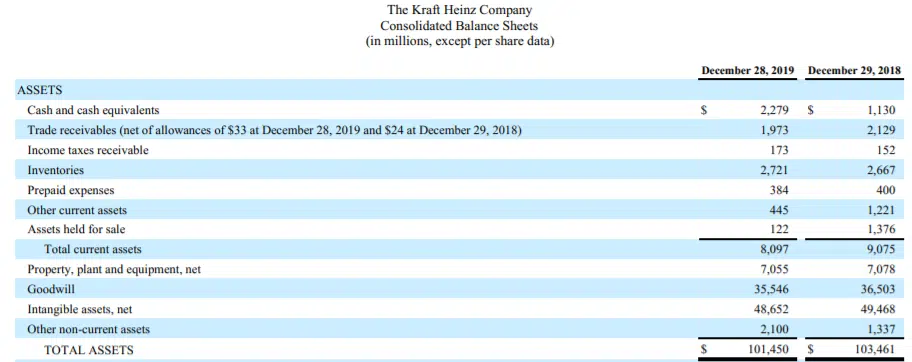 The Kraft Heinz Company
Consolidated Balance Sheets
(in millions, except per share data)
December 28, 2019 December 29, 2018
ASSETS
Cash and cash equivalents $ 2,279 $ 1,130
Trade receivables (net of allowances of $33 at December 28, 2019 and $24 at December 29, 2018) 1,973 2,129
Income taxes receivable 173 152
Inventories 2,721 2,667
Prepaid expenses 384 400
Other current assets 445 1,221
Assets held for sale 122 1,376
Total current assets 8,097 9,075
Property, plant and equipment, net 7,055 7,078
Goodwill 35,546 36,503
Intangible assets, net 48,652 49,468
Other non-current assets 2,100 1,337
TOTAL ASSETS $ 101,450 $ 103,461